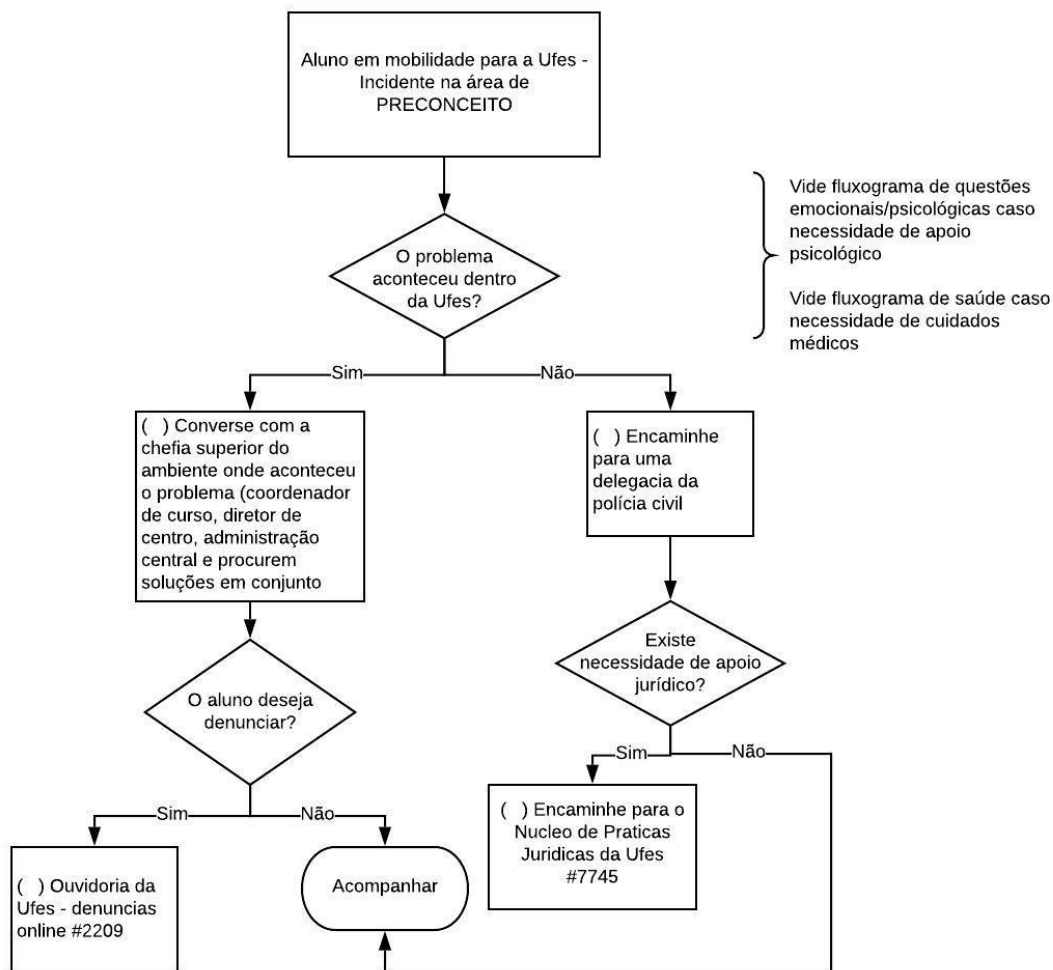 Aluno em mobilidade para a Ufes -
Incidente na área de
PRECONCEITO
Vide fluxograma de questões
emocionais/psicológicas caso
necessidade de apoio
psicológico
Vide fluxograma de saúde caso
necessidade de cuidados
médicos
O problema
aconteceu dentro
da Ufes?
Sim
Não
( ) Converse com a
chefia superior do
ambiente onde aconteceu
o problema (coordenador
de curso, diretor de
centro, administração
central e procurem
soluções em conjunto
( ) Encaminhe
para uma
delegacia da
polícia civil
O aluno deseja
denunciar?
Existe
necessidade de apoio
jurídico?
Sim
Não
Sim
Não
( ) Ouvidoria da
Ufes - denuncias
online #2209
Acompanhar
( ) Encaminhe para o
Nucleo de Praticas
Juridicas da Ufes
#7745